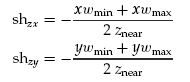 sh_zx = − (xw_min + xw_max) / (2 z_near)
sh_zy = − (yw_min + yw_max) / (2 z_near)